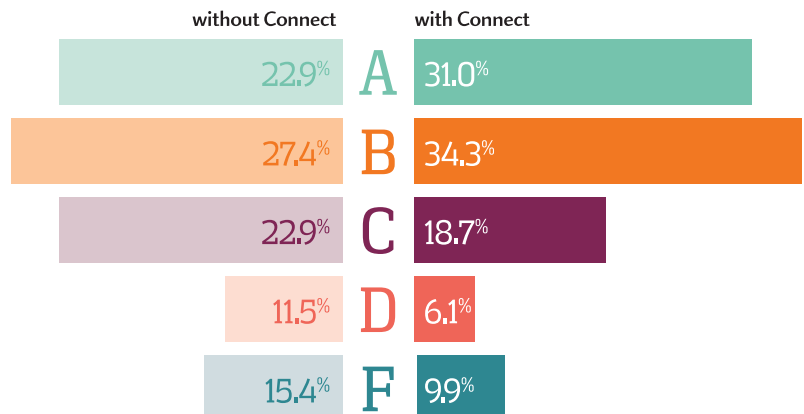 without Connect with Connect
22.9% A 31.0%
27.4% B 34.3%
22.9% C 18.7%
11.5% D 6.1%
15.4% F 9.9%